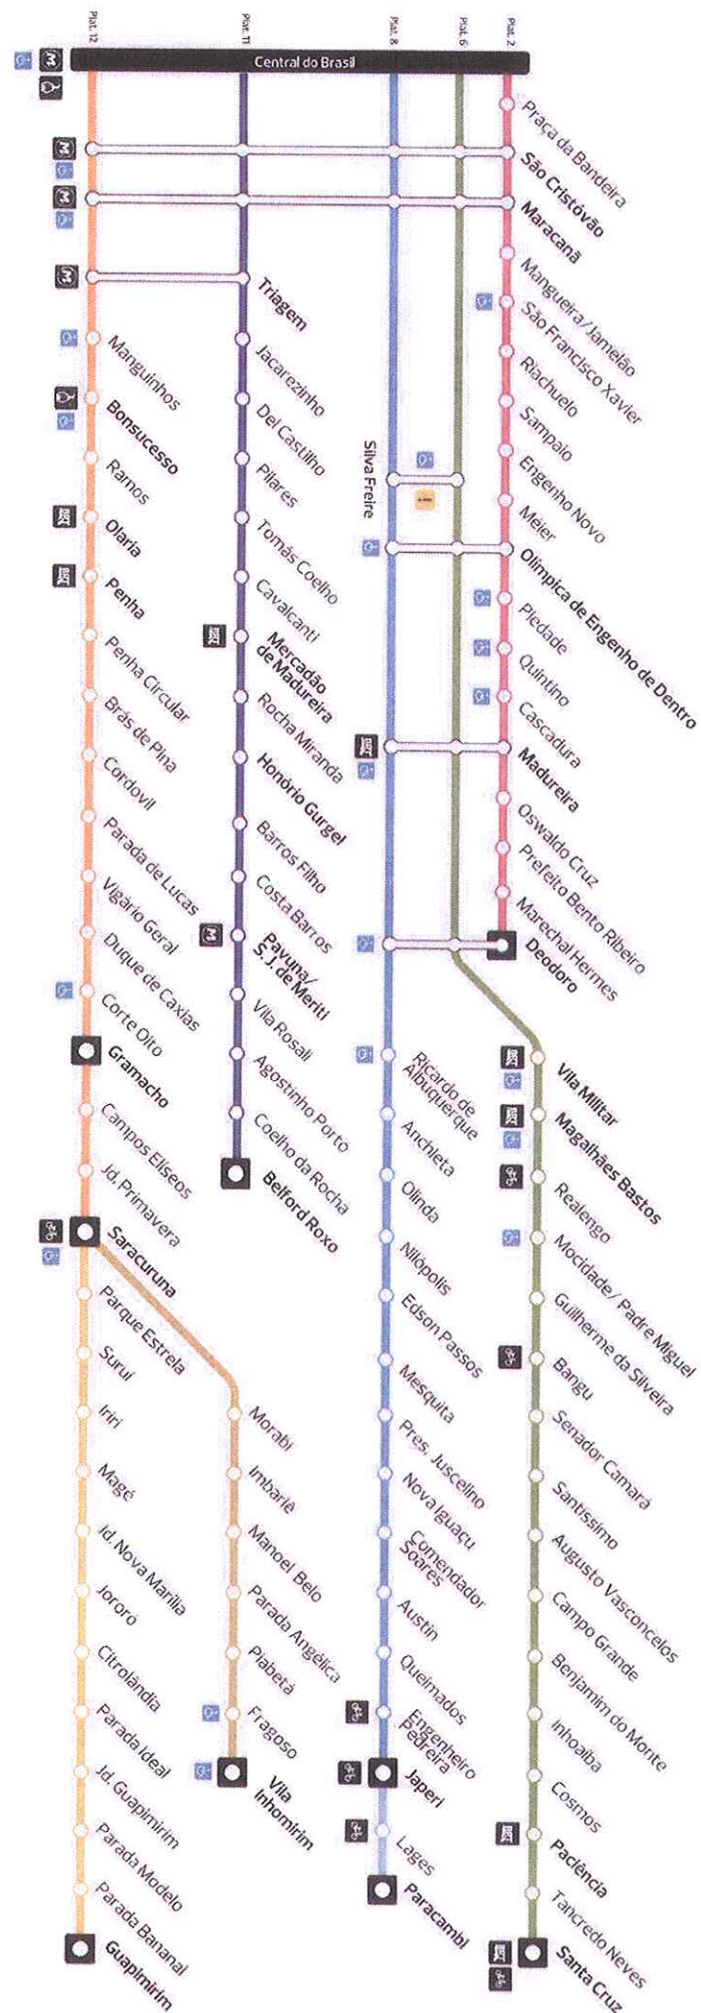 Plat. 12
Plat. 11
Plat. 8
Plat. 6
Plat. 2
Central do Brasil
Praça da Bandeira
São Cristóvão
Maracanã
Mangueira/Jamelão
São Francisco Xavier
Riachuelo
Sampaio
Engenho Novo
Méier
Olímpica de Engenho de Dentro
Piedade
Quintino
Cascadura
Madureira
Oswaldo Cruz
Prefeito Bento Ribeiro
Marechal Hermes
Deodoro
Vila Militar
Magalhães Bastos
Realengo
Mocidade/ Padre Miguel
Guilherme da Silveira
Bangu
Senador Camará
Santíssimo
Augusto Vasconcelos
Campo Grande
Benjamim do Monte
Inhoaíba
Cosmos
Paciência
Tancredo Neves
Santa Cruz
Silva Freire
Ricardo de
Albuquerque
Anchieta
Olinda
Nilópolis
Edson Passos
Mesquita
Pres. Juscelino
Nova Iguaçu
Comendador
Soares
Austin
Queimados
Engenheiro
Pedreira
Japeri
Lages
Paracambi
Triagem
Jacarezinho
Del Castilho
Pilares
Tomás Coelho
Cavalcanti
Mercadão
de Madureira
Rocha Miranda
Honório Gurgel
Barros Filho
Costa Barros
Pavuna/
S. J. de Meriti
Vila Rosali
Agostinho Porto
Coelho da Rocha
Belford Roxo
Manguinhos
Bonsucesso
Ramos
Olaria
Penha
Penha Circular
Brás de Pina
Cordovil
Parada de Lucas
Vigário Geral
Duque de Caxias
Corte Oito
Gramacho
Campos Elíseos
Jd. Primavera
Saracuruna
Morabi
Imbariê
Manoel Belo
Parada Angélica
Piabetá
Fragoso
Vila
Inhomirim
Parque Estrela
Suruí
Iriri
Magé
Jd. Nova Marília
Jororó
Citrolândia
Parada Ideal
Jd. Guapimirim
Parada Modelo
Parada Bananal
Guapimirim